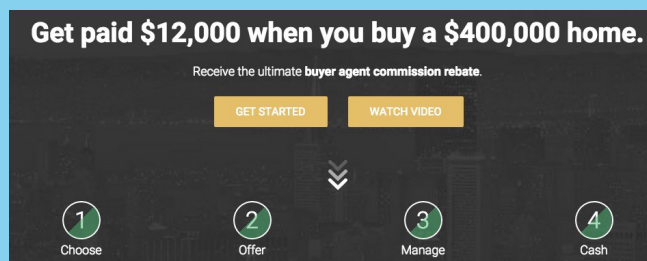 Get paid $12,000 when you buy a $400,000 home.
Receive the ultimate buyer agent commission rebate.
GET STARTED WATCH VIDEO
1 2 3 4
Choose Offer Manage Cash